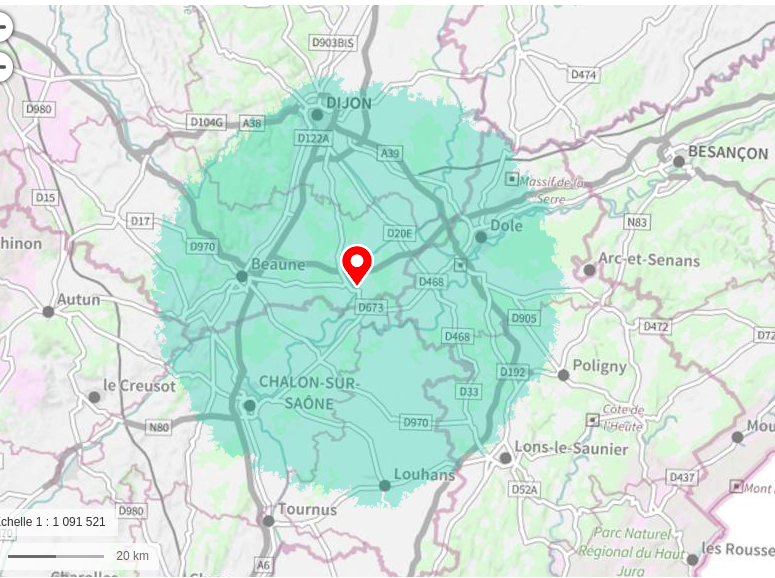 D903BIS
D474
D980
DIJON
D104G
A38
D122A
A39
BESANÇON
Massif de la
Serre
D15
D17
D20E
Dole
N83
hinon
D970
Beaune
Arc-et-Senans
D468
Autun
D673
D905
D472
D72
D468
Poligny
le Creusot
CHALON-SUR-
SAÔNE
D192
D33
Côte de
l'Heute
D970
N80
Mou
Lons-le-Saunier
Louhans
D437
Mont
D52A
Tournus
D980
Echelle 1 : 1 091 521
Parc Naturel
Régional du Haut
Jura
les Rousse
20 km
A6